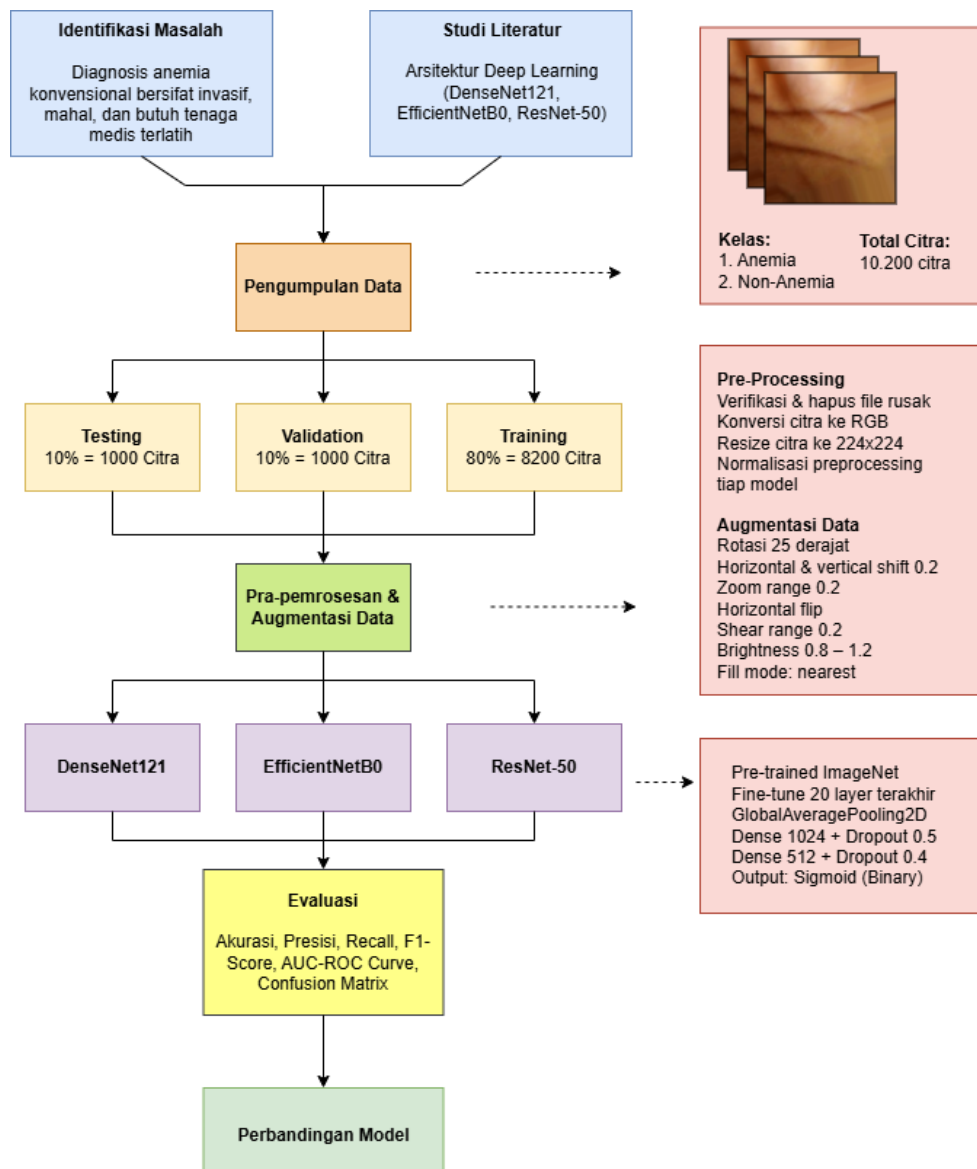 Identifikasi Masalah
Diagnosis anemia
konvensional bersifat invasif,
mahal, dan butuh tenaga
medis terlatih
Studi Literatur
Arsitektur Deep Learning
(DenseNet121,
EfficientNetB0, ResNet-50)
Kelas:
1. Anemia
2. Non-Anemia
Total Citra:
10.200 citra
Pengumpulan Data
Testing
10% = 1000 Citra
Validation
10% = 1000 Citra
Training
80% = 8200 Citra
Pre-Processing
Verifikasi & hapus file rusak
Konversi citra ke RGB
Resize citra ke 224x224
Normalisasi preprocessing
tiap model
Augmentasi Data
Rotasi 25 derajat
Horizontal & vertical shift 0.2
Zoom range 0.2
Horizontal flip
Shear range 0.2
Brightness 0.8 – 1.2
Fill mode: nearest
Pra-pemrosesan &
Augmentasi Data
DenseNet121
EfficientNetB0
ResNet-50
Pre-trained ImageNet
Fine-tune 20 layer terakhir
GlobalAveragePooling2D
Dense 1024 + Dropout 0.5
Dense 512 + Dropout 0.4
Output: Sigmoid (Binary)
Evaluasi
Akurasi, Presisi, Recall, F1-
Score, AUC-ROC Curve,
Confusion Matrix
Perbandingan Model